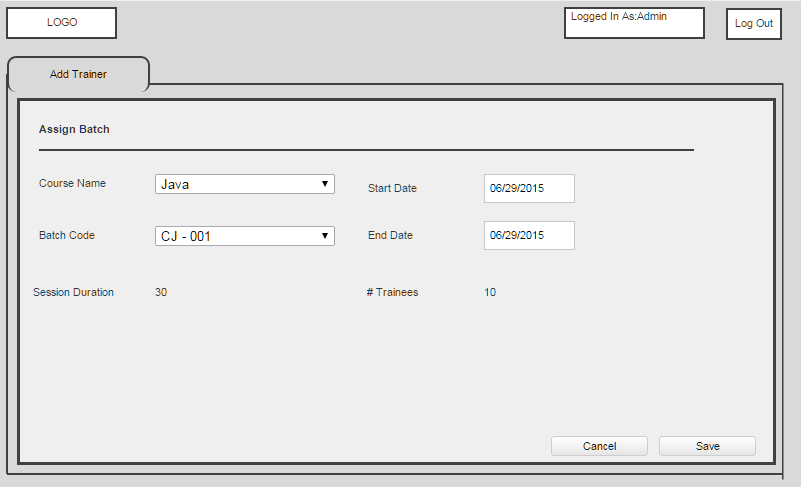 LOGO
Logged In As:Admin
Log Out
Add Trainer
Assign Batch
Course Name Java Start Date 06/29/2015
Batch Code CJ - 001 End Date 06/29/2015
Session Duration 30 # Trainees 10
Cancel Save